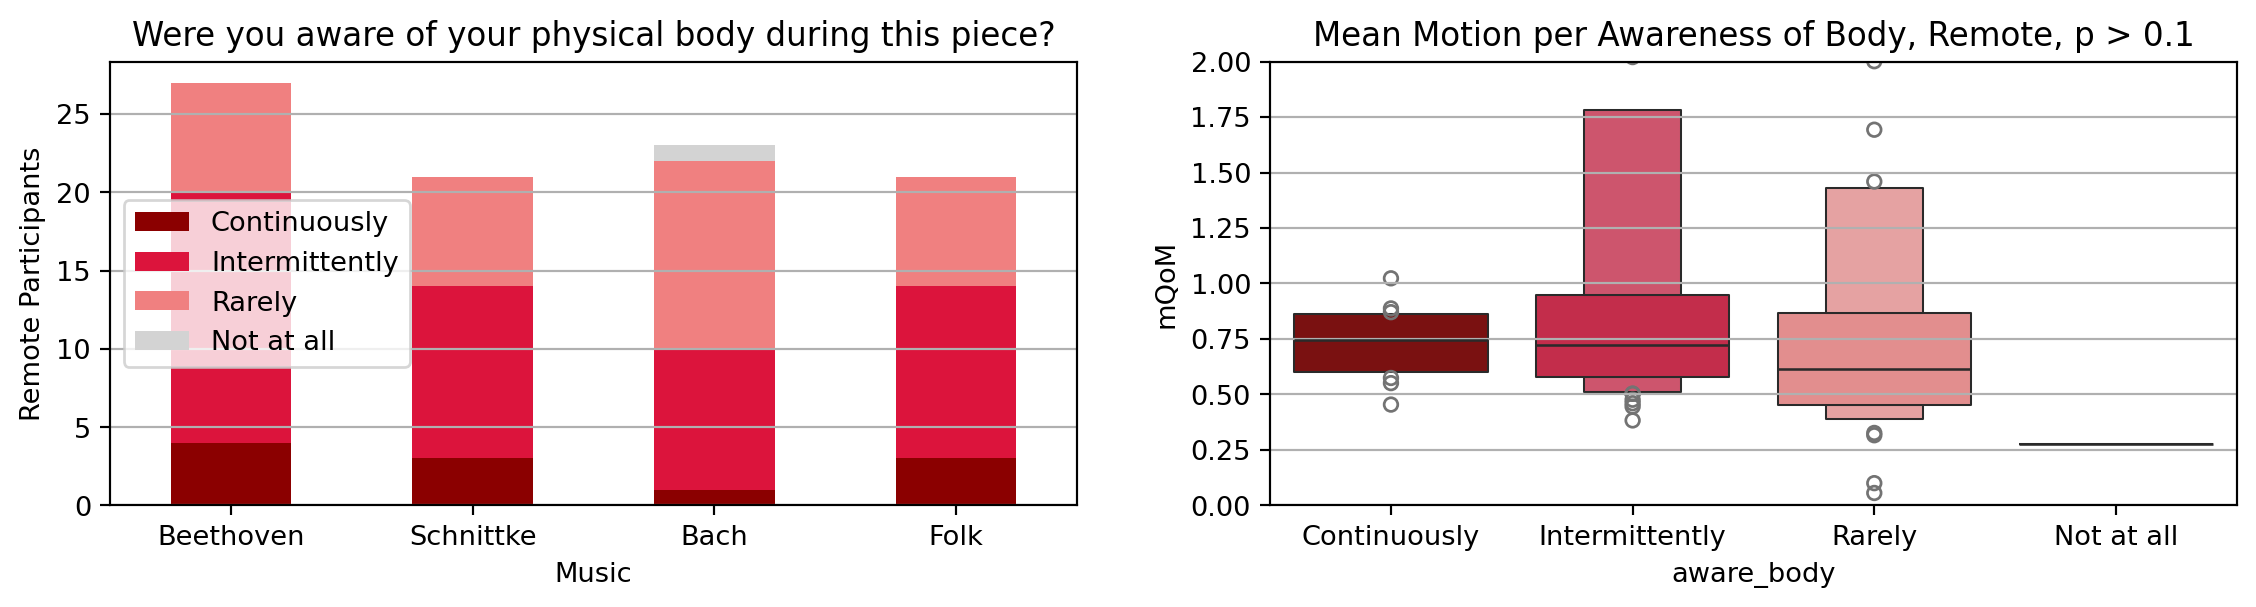 Were you aware of your physical body during this piece?
Remote Participants
25
20
15
10
5
0
Continuously
Intermittently
Rarely
Not at all
Beethoven Schnittke Bach Folk
Music
Mean Motion per Awareness of Body, Remote, p > 0.1
mQoM
2.00
1.75
1.50
1.25
1.00
0.75
0.50
0.25
0.00
Continuously Intermittently Rarely Not at all
aware_body